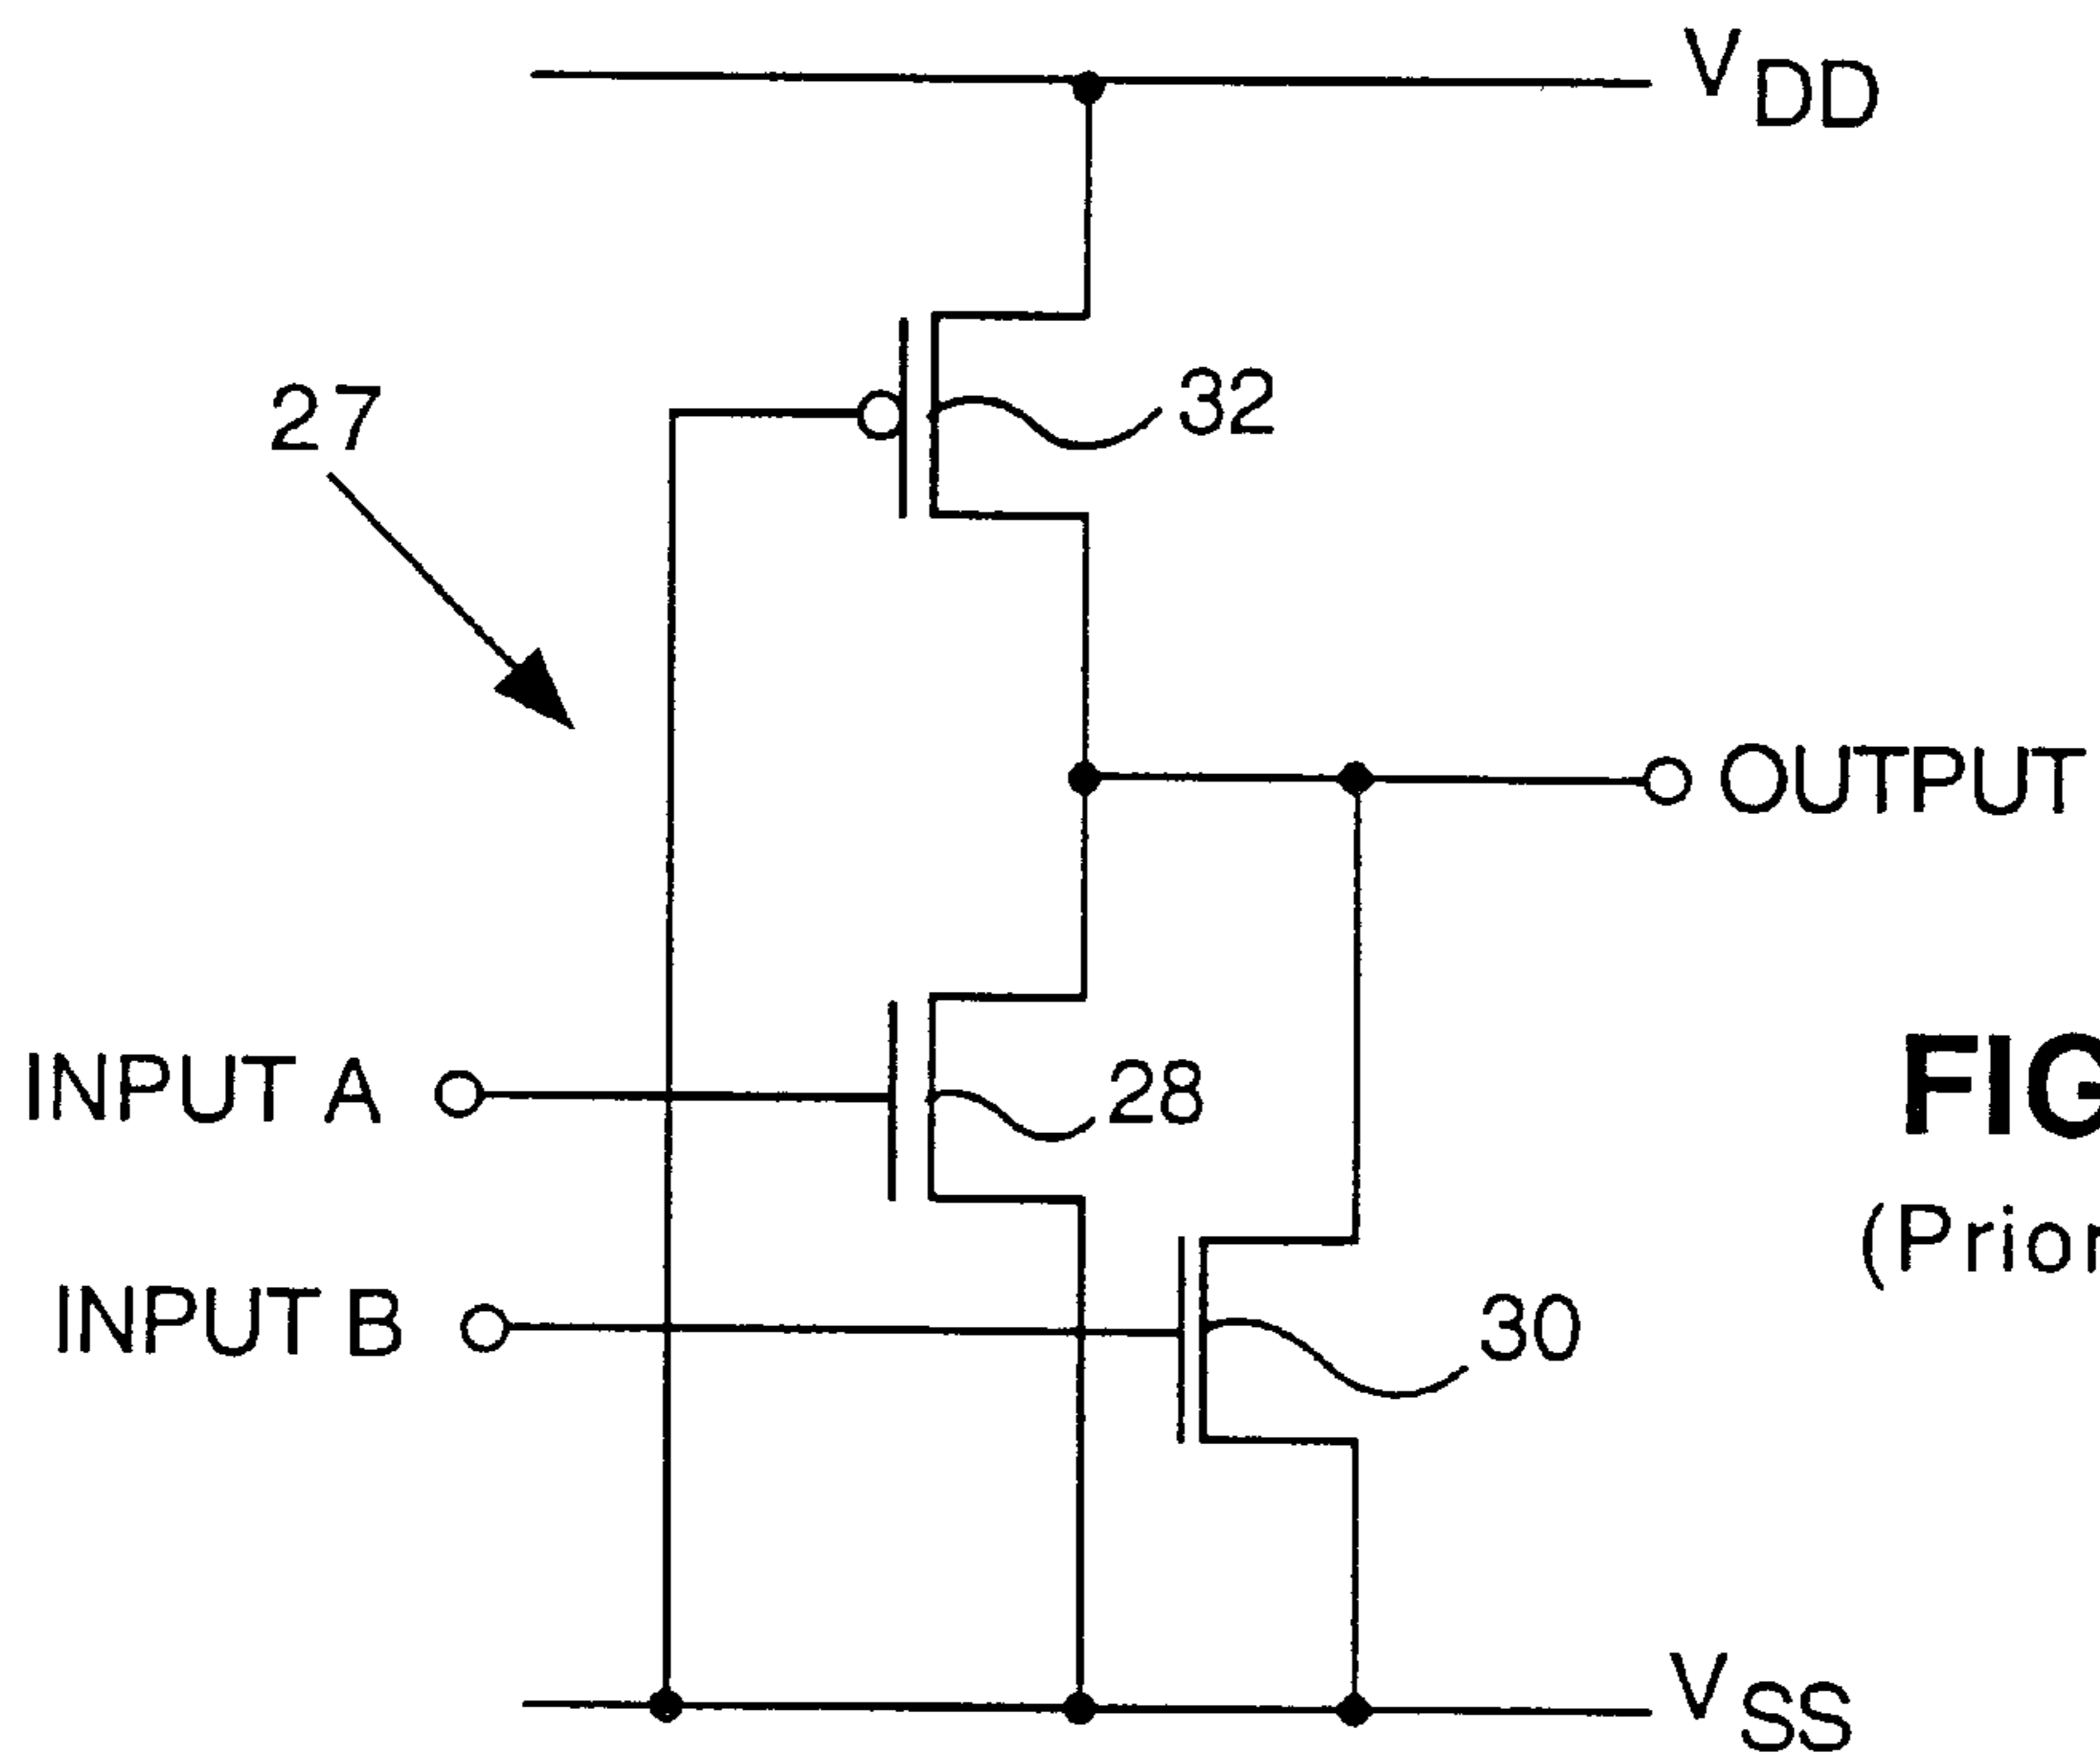 VDD
27
32
OUTPUT
INPUT A
28
FIG
(Prior
INPUT B
30
VSS